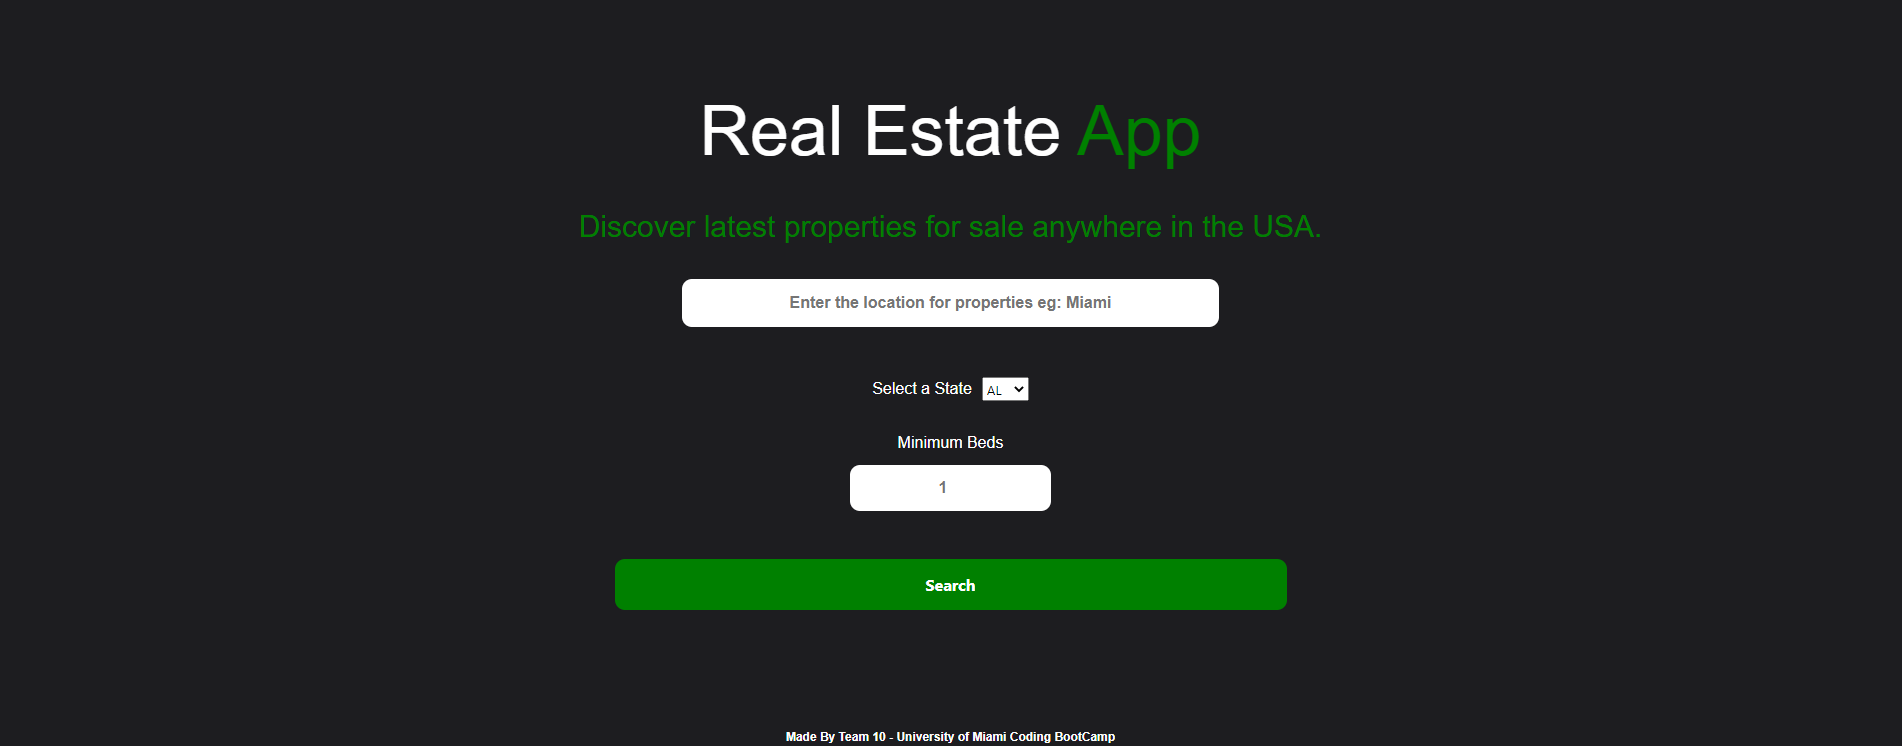 Real Estate App
Discover latest properties for sale anywhere in the USA.
Enter the location for properties eg: Miami
Select a State AL
Minimum Beds
1
Search
Made By Team 10 - University of Miami Coding BootCamp